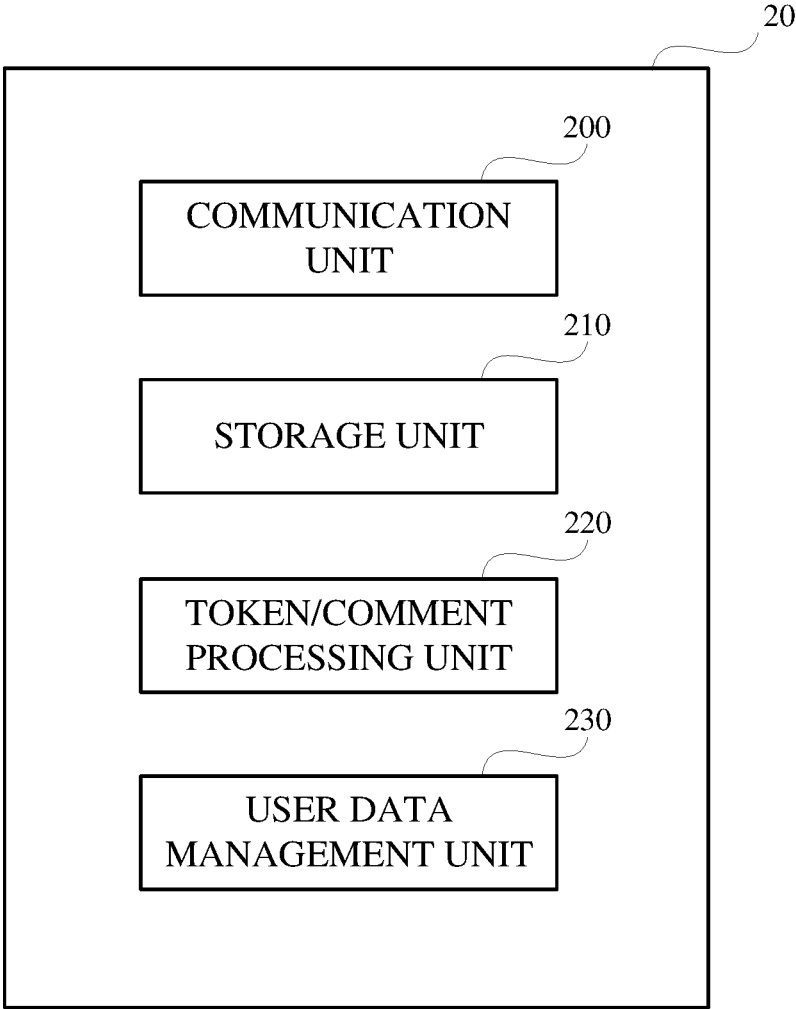 20
200
COMMUNICATION
UNIT
210
STORAGE UNIT
220
TOKEN/COMMENT
PROCESSING UNIT
230
USER DATA
MANAGEMENT UNIT